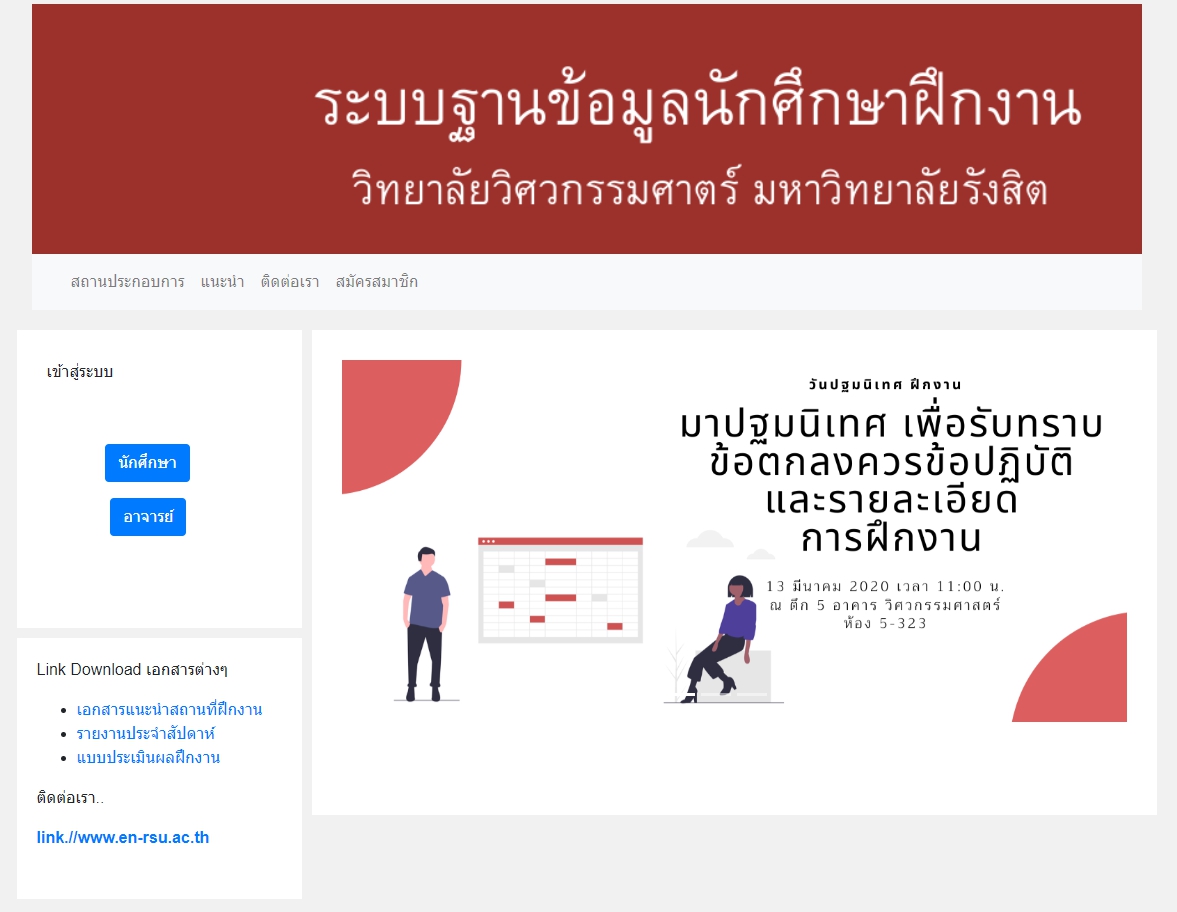 ระบบฐานข้อมูลนักศึกษาฝึกงาน
วิทยาลัยวิศวกรรมศาตร์ มหาวิทยาลัยรังสิต
สถานประกอบการ แนะนำ ติดต่อเรา สมัครสมาชิก
เข้าสู่ระบบ
นักศึกษา
อาจารย์
Link Download เอกสารต่างๆ
เอกสารแนะนำสถานที่ฝึกงาน
รายงานประจำสัปดาห์
แบบประเมินผลฝึกงาน
ติดต่อเรา..
link.//www.en-rsu.ac.th
วันปฐมนิเทศ ฝึกงาน
มาปฐมนิเทศ เพื่อรับทราบ
ข้อตกลงควรข้อปฏิบัติ
และรายละเอียด
การฝึกงาน
13 มีนาคม 2020 เวลา 11:00 น.
ณ ตึก 5 อาคาร วิศวกรรมศาสตร์
ห้อง 5-323